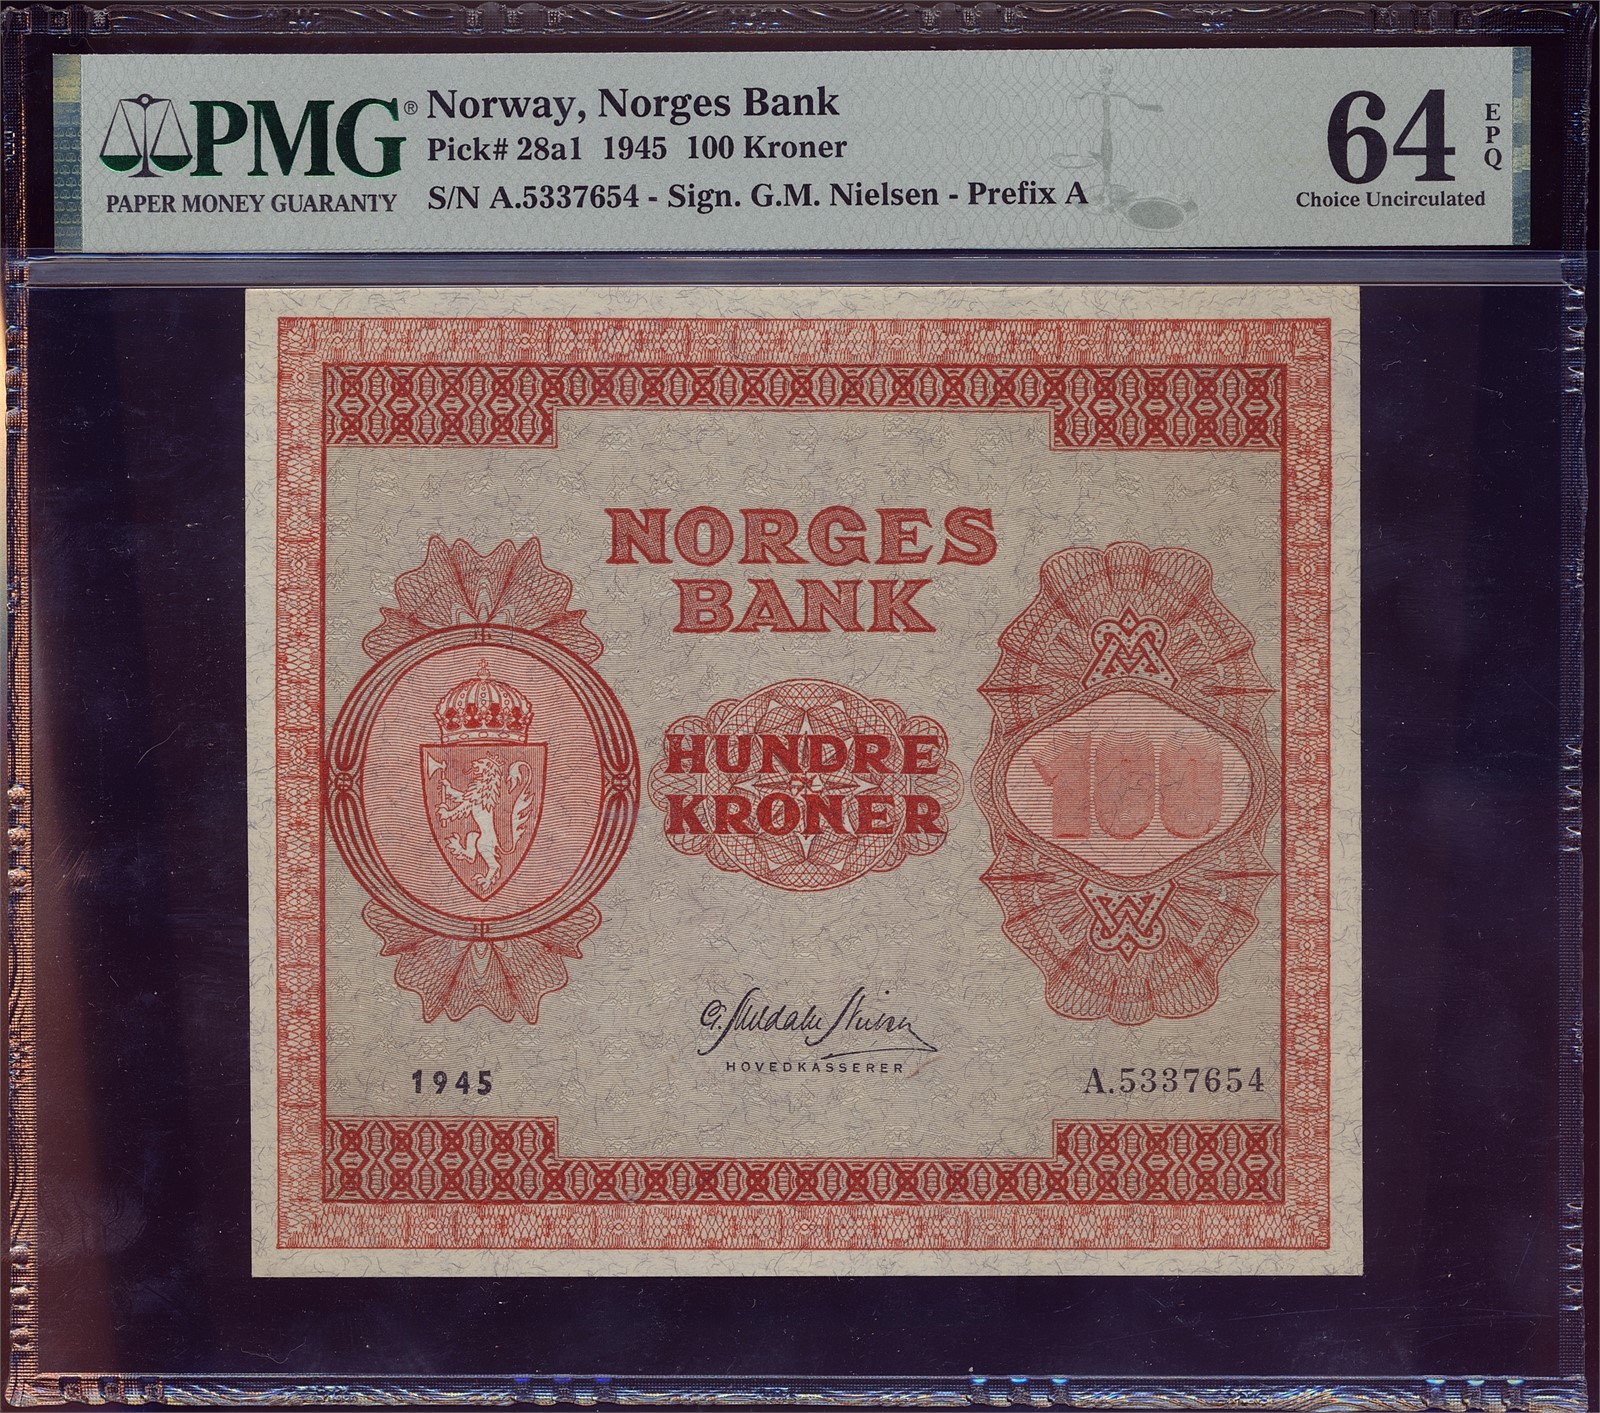 PMG®
PAPER MONEY GUARANTY
Norway, Norges Bank
Pick# 28a1 1945 100 Kroner
S/N A.5337654 - Sign. G.M. Nielsen - Prefix A
64
EPQ
Choice Uncirculated
NORGES
BANK
HUNDRE
KRONER
100
HOVEDKASSERER
1945
A.5337654